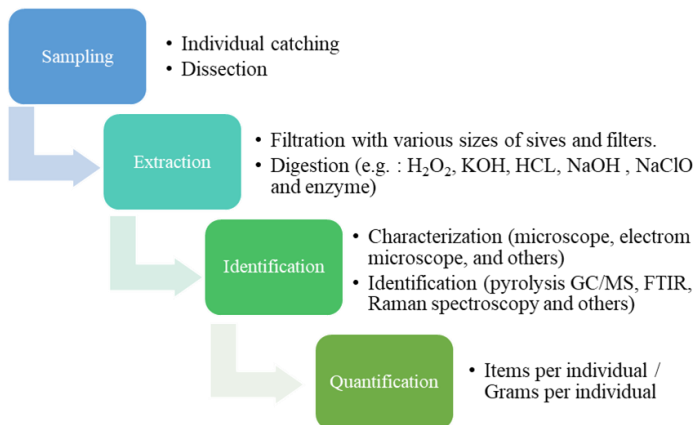 Sampling
• Individual catching
• Dissection
Extraction
• Filtration with various sizes of sives and filters.
• Digestion (e.g. : H₂O₂, KOH, HCL, NaOH , NaClO
and enzyme)
Identification
• Characterization (microscope, electrom
microscope, and others)
• Identification (pyrolysis GC/MS, FTIR,
Raman spectroscopy and others)
Quantification
• Items per individual /
Grams per individual